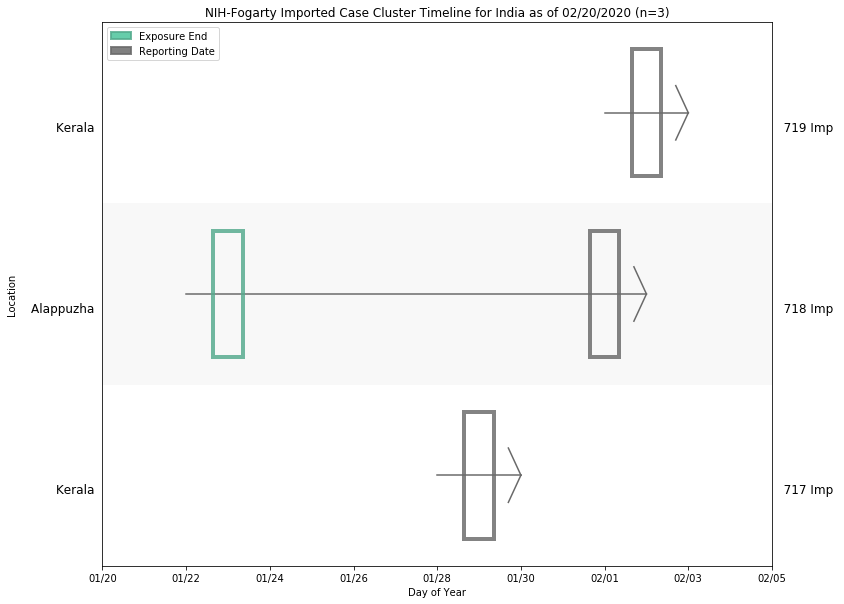 NIH-Fogarty Imported Case Cluster Timeline for India as of 02/20/2020 (n=3)
Exposure End
Reporting Date
Kerala
719 Imp
Location
Alappuzha
718 Imp
Kerala
717 Imp
01/20 01/22 01/24 01/26 01/28 01/30 02/01 02/03 02/05
Day of Year